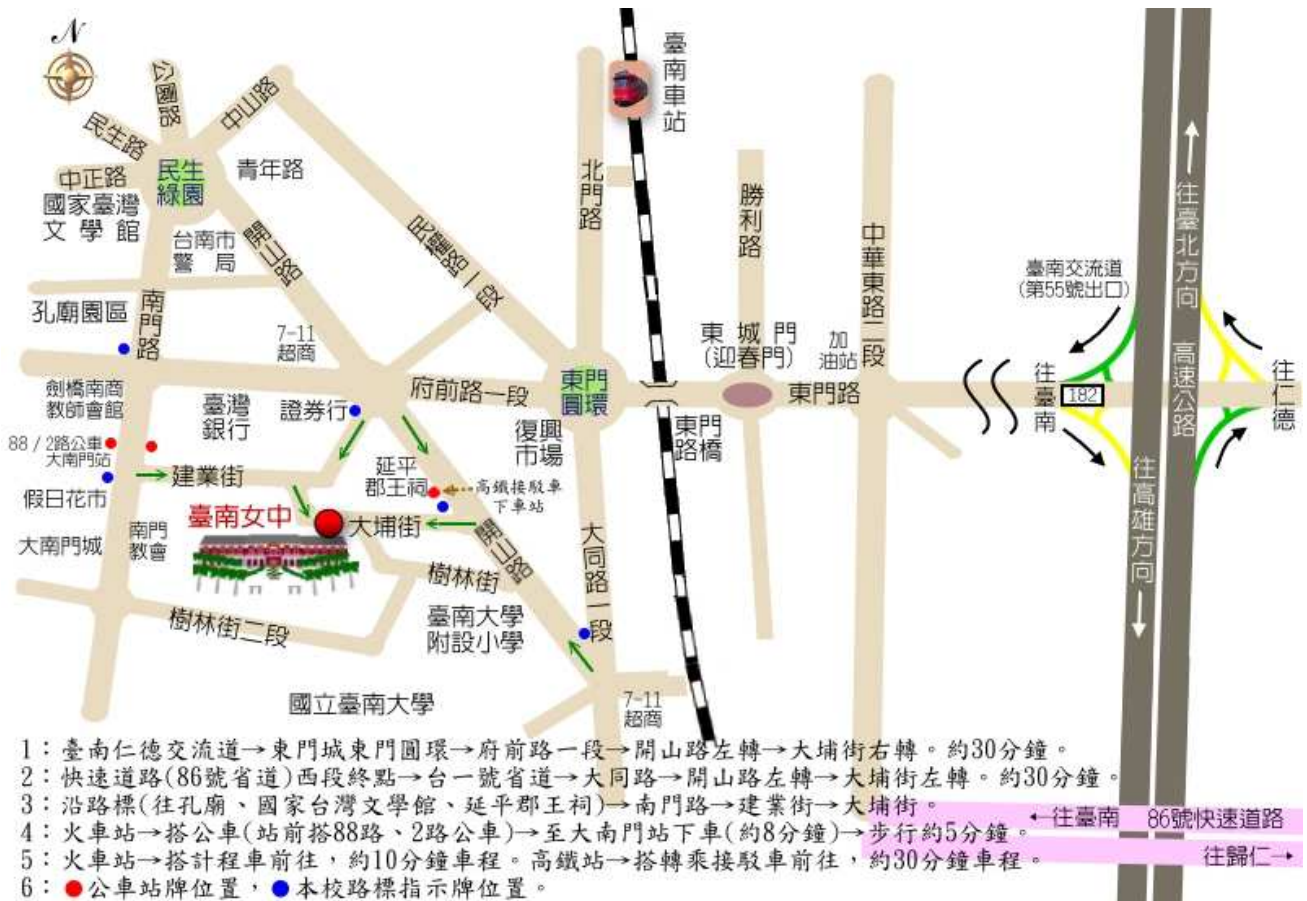 N
臺南車站
公園路
中山路
民生路
中正路
民生
綠園
青年路
國家臺灣
文學館
台南市
警局
開山路
民權路一段
北門路
勝利路
中華東路二段
往臺北方向
臺南交流道
(第55號出口)
孔廟園區
南門路
7-11
超商
東城門
(迎春門)
加
油站
高速公路
府前路一段
東門
圓環
東門路
往臺南
182
往仁德
劍橋南商
教師會館
臺灣
銀行
證券行
復興
市場
東門
路橋
88 / 2路公車
大南門站
建業街
延平
郡王祠
高鐵接駁車
下車站
假日花市
臺南女中
大埔街
開山路
大同路一段
往高雄方向
大南門城
南門
教會
樹林街
樹林街二段
臺南大學
附設小學
國立臺南大學
7-11
超商
1：臺南仁德交流道→東門城東門圓環→府前路一段→開山路左轉→大埔街右轉。約30分鐘。
2：快速道路(86號省道)西段終點→台一號省道→大同路→開山路左轉→大埔街左轉。約30分鐘。
3：沿路標(往孔廟、國家台灣文學館、延平郡王祠)→南門路→建業街→大埔街。
←往臺南 86號快速道路
4：火車站→搭公車(站前搭88路、2路公車)→至大南門站下車(約8分鐘)→步行約5分鐘。
往歸仁→
5：火車站→搭計程車前往，約10分鐘車程。高鐵站→搭轉乘接駁車前往，約30分鐘車程。
6：●公車站牌位置，●本校路標指示牌位置。